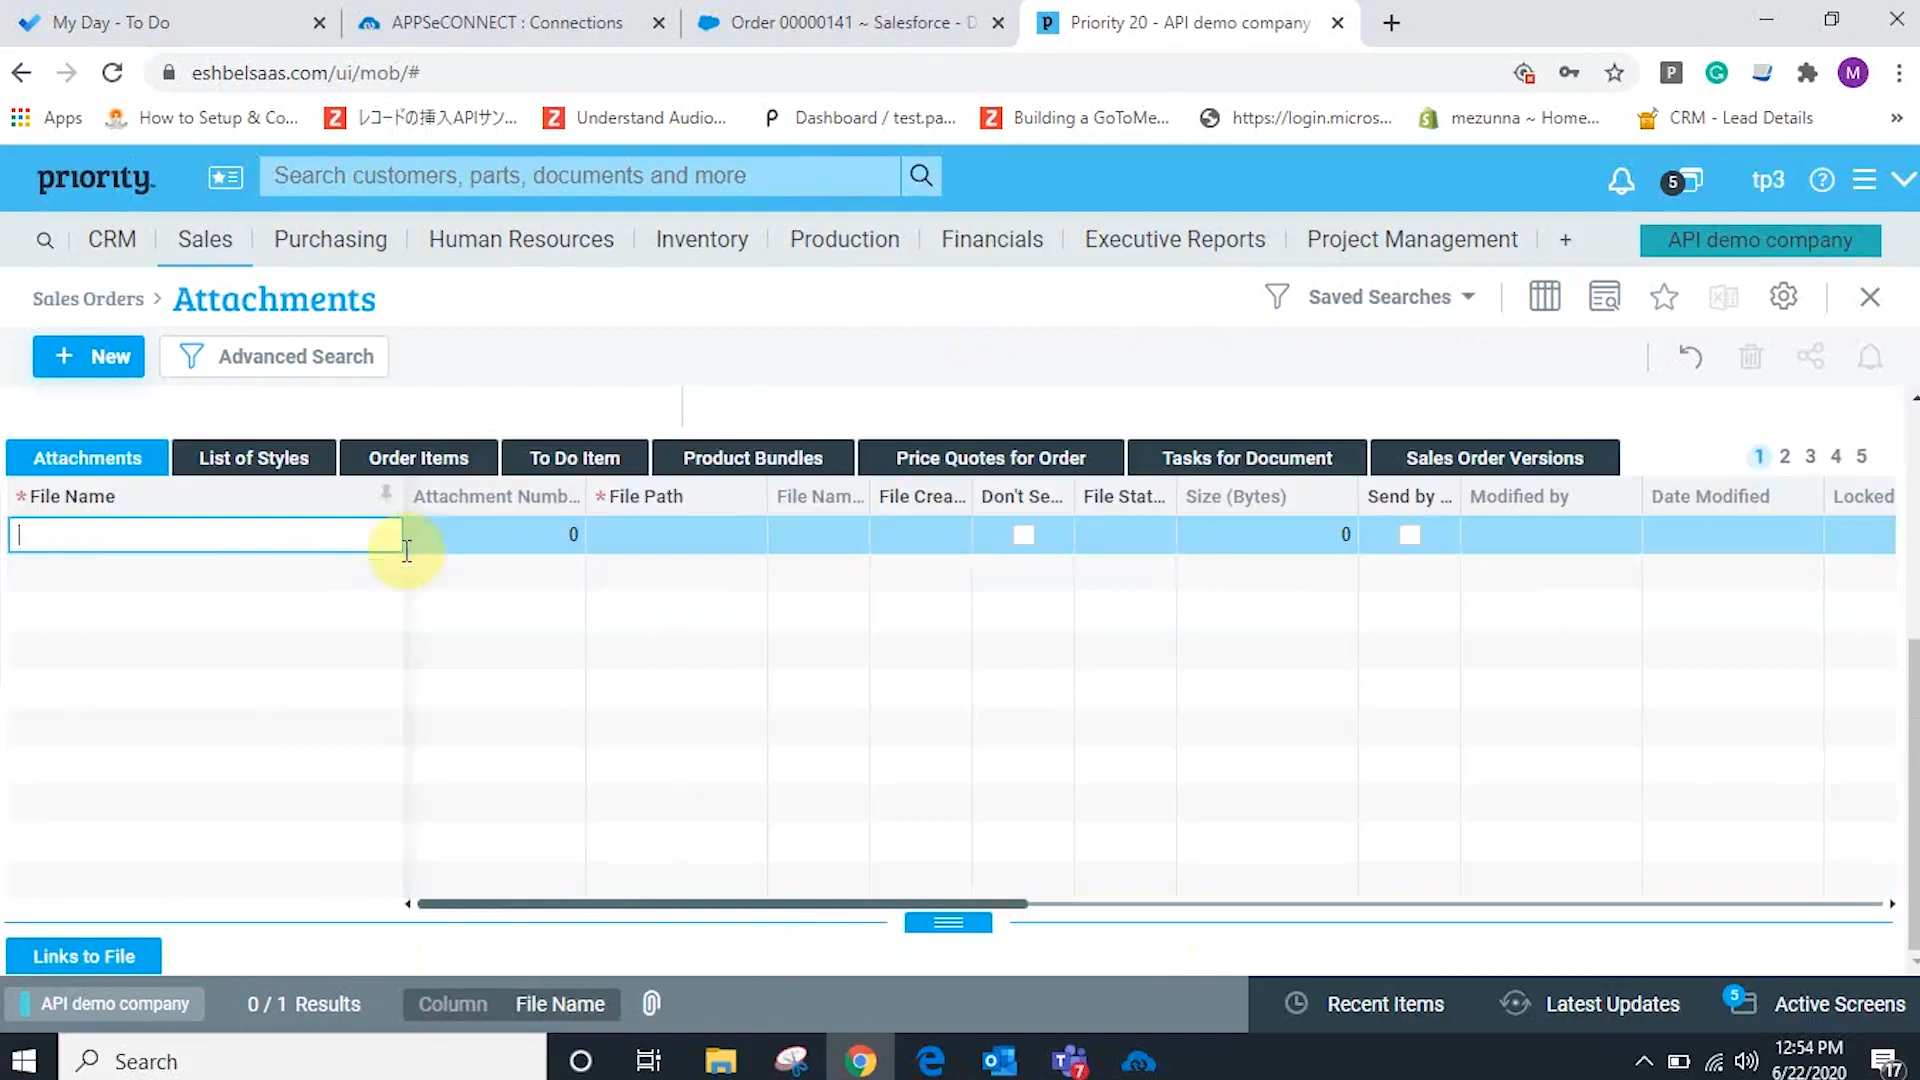 My Day - To Do
APPSeCONNECT : Connections
Order 00000141 ~ Salesforce - D
Priority 20 - API demo company
eshbelsaas.com/ui/mob/#
P
M
Apps
How to Setup & Co...
レコードの挿入APIサン...
Understand Audio...
Dashboard / test.pa...
Building a GoToMe...
https://login.micros...
mezunna ~ Home...
CRM - Lead Details
priority
Search customers, parts, documents and more
5
tp3
CRM
Sales
Purchasing
Human Resources
Inventory
Production
Financials
Executive Reports
Project Management
+
API demo company
Sales Orders > Attachments
Saved Searches
+ New
Advanced Search
Attachments
List of Styles
Order Items
To Do Item
Product Bundles
Price Quotes for Order
Tasks for Document
Sales Order Versions
1 2 3 4 5
*File Name
Attachment Numb...
*File Path
File Nam...
File Crea...
Don't Se...
File Stat...
Size (Bytes)
Send by ...
Modified by
Date Modified
Locked
0
0
Links to File
API demo company
0 / 1 Results
Column File Name
Recent Items
Latest Updates
5
Active Screens
Search
7
12:54 PM
6/22/2020
17